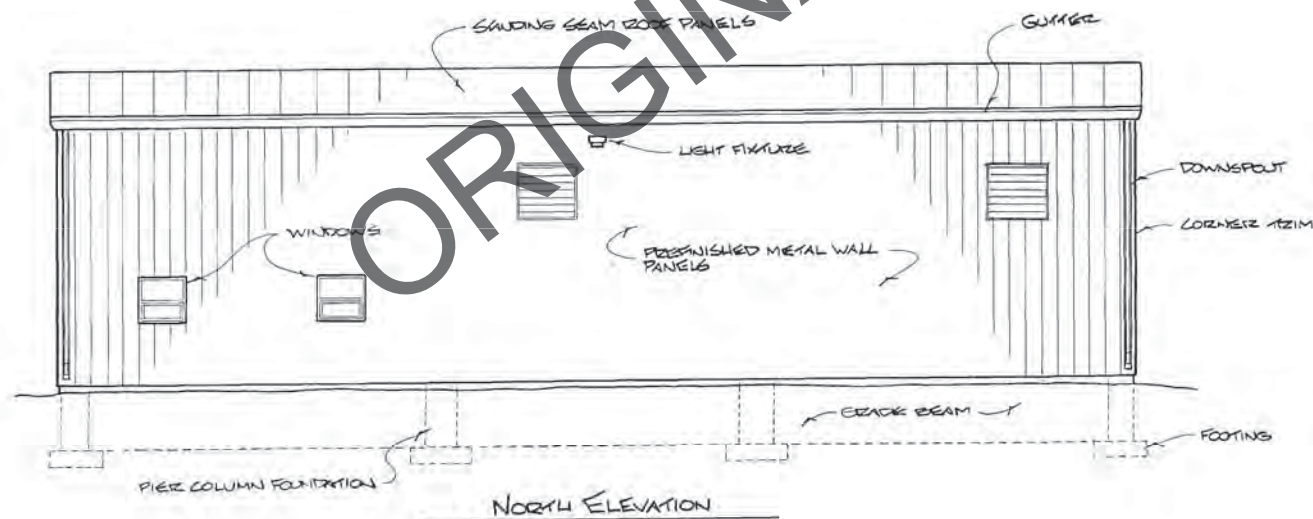 STANDING SEAM ROOF PANELS
GUTTER
ORIGINA
LIGHT FIXTURE
DOWNSPOUT
CORNER TRIM
WINDOWS
PREFINISHED METAL WALL
PANELS
GRADE BEAM
FOOTING
PIER COLUMN FOUNDATION
NORTH ELEVATION